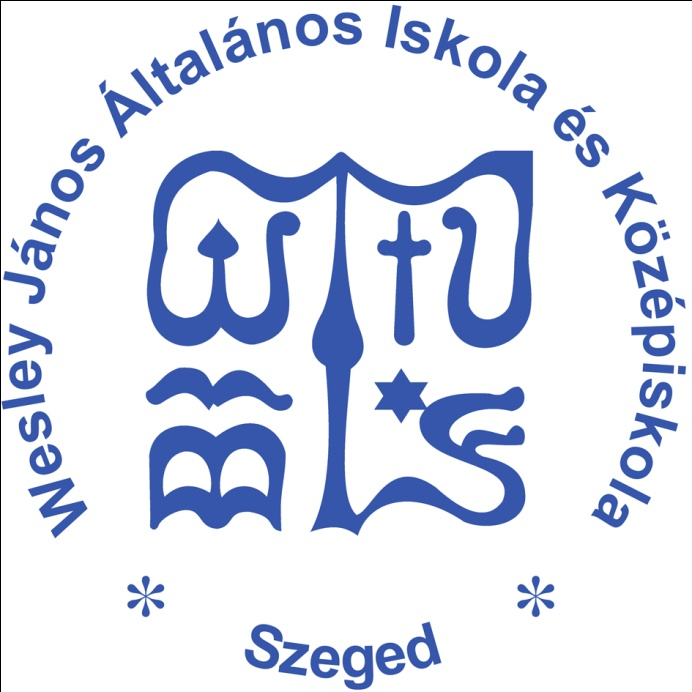 Wesley János Általános Iskola és Középiskola
* Szeged *